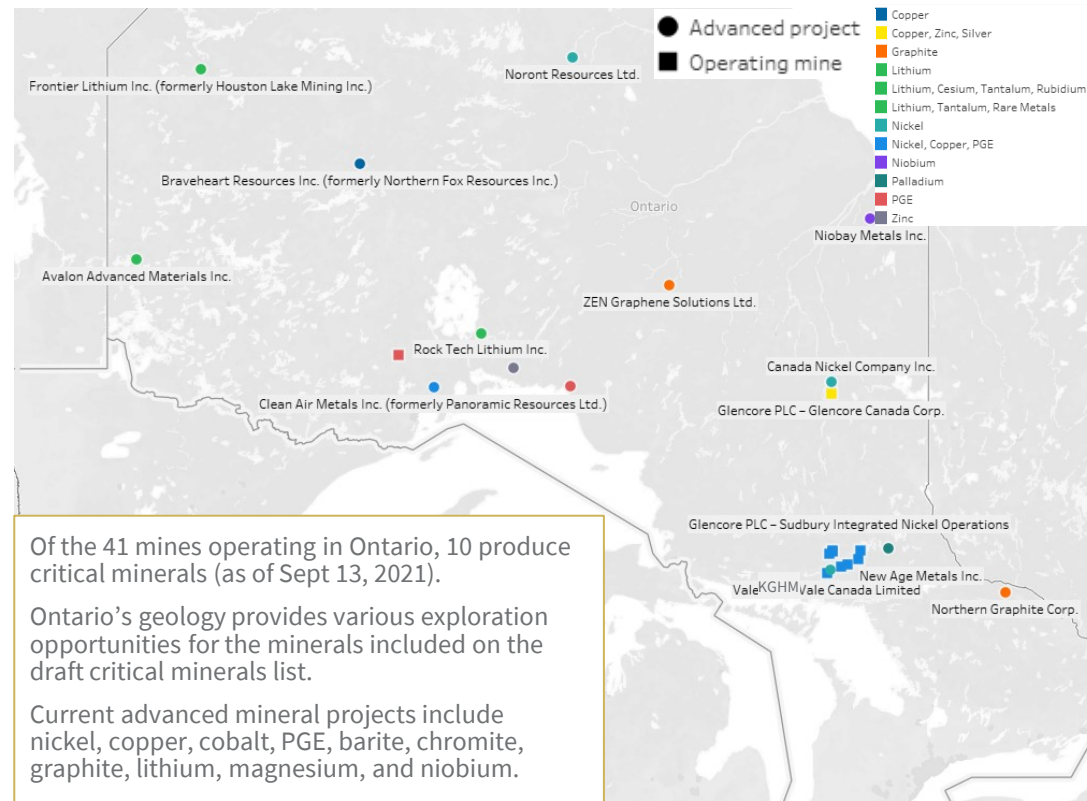 Advanced project
Operating mine
Copper
Copper, Zinc, Silver
Graphite
Lithium
Lithium, Cesium, Tantalum, Rubidium
Lithium, Tantalum, Rare Metals
Nickel
Nickel, Copper, PGE
Niobium
Palladium
PGE
Zinc
Noront Resources Ltd.
Frontier Lithium Inc. (formerly Houston Lake Mining Inc.)
Braveheart Resources Inc. (formerly Northern Fox Resources Inc.)
Ontario
Niobay Metals Inc.
Avalon Advanced Materials Inc.
ZEN Graphene Solutions Ltd.
Rock Tech Lithium Inc.
Canada Nickel Company Inc.
Clean Air Metals Inc. (formerly Panoramic Resources Ltd.)
Glencore PLC – Glencore Canada Corp.
Glencore PLC – Sudbury Integrated Nickel Operations
New Age Metals Inc.
Vale
KGHM
Vale Canada Limited
Northern Graphite Corp.
Of the 41 mines operating in Ontario, 10 produce
critical minerals (as of Sept 13, 2021).
Ontario’s geology provides various exploration
opportunities for the minerals included on the
draft critical minerals list.
Current advanced mineral projects include
nickel, copper, cobalt, PGE, barite, chromite,
graphite, lithium, magnesium, and niobium.